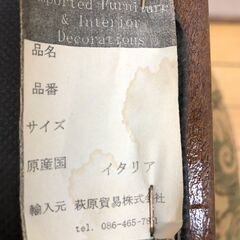 Imported Furniture
& Interior
Decorations
品名
品番
サイズ
原産国 イタリア
輸入元 萩原貿易株式会社
tel. 086-465-